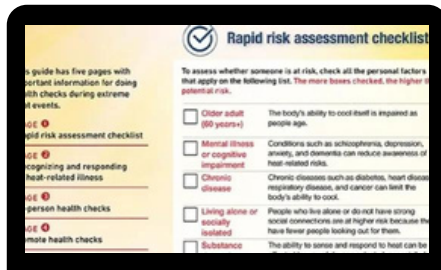 Rapid risk assessment checklist
s guide has five pages with
ortant information for doing
lth checks during extreme
t events.
AGE 1
pid risk assessment checklist
AGE 2
cognizing and responding
heat-related illness
AGE 3
-person health checks
AGE 4
mote health checks
To assess whether someone is at risk, check all the personal factors
that apply on the following list. The more boxes checked, the higher t
potential risk.
Older adult
(60 years+)
The body's ability to cool itself is impaired as
people age.
Mental illness
or cognitive
impairment
Conditions such as schizophrenia, depression,
anxiety, and dementia can reduce awareness of
heat-related risks.
Chronic
disease
Chronic diseases such as diabetes, heart diseas
respiratory disease, and cancer can limit the
body's ability to cool.
Living alone or
socially
isolated
People who live alone or do not have strong
social connections are at higher risk because the
have fewer people looking out for them.
Substance
The ability to sense and respond to heat can be